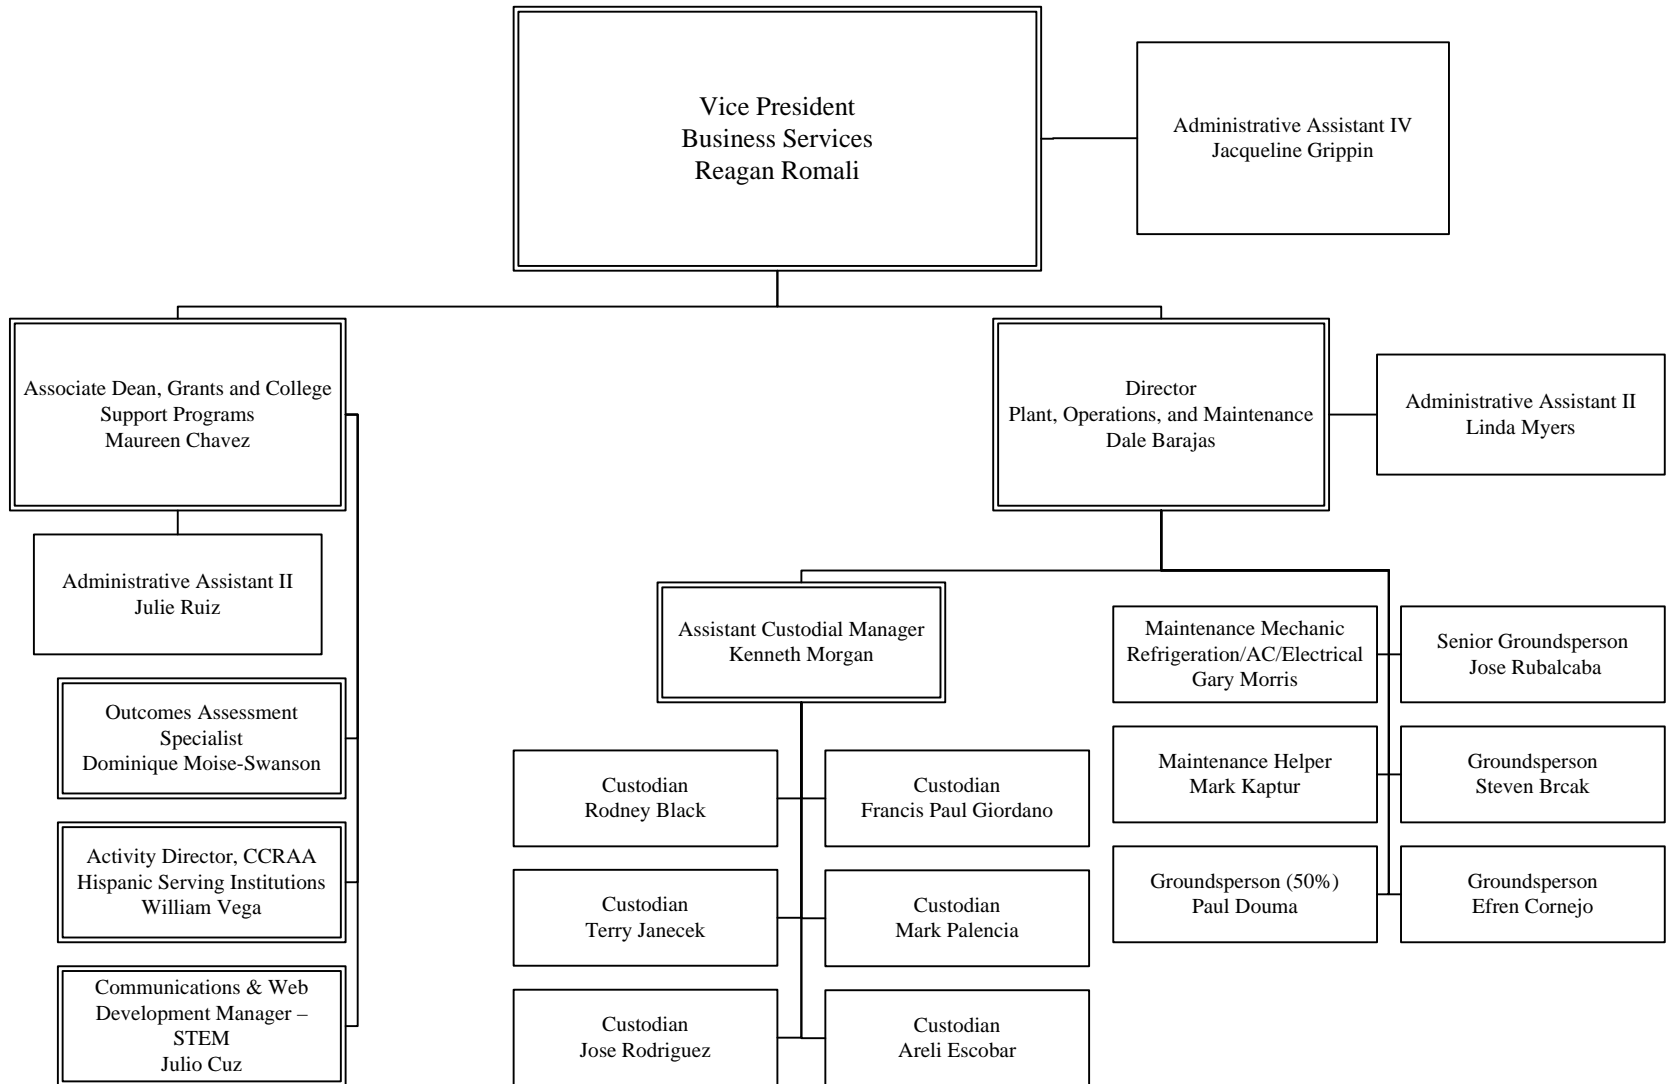 Vice President
Business Services
Reagan Romali
Administrative Assistant IV
Jacqueline Grippin
Associate Dean, Grants and College
Support Programs
Maureen Chavez
Director
Plant, Operations, and Maintenance
Dale Barajas
Administrative Assistant II
Linda Myers
Administrative Assistant II
Julie Ruiz
Outcomes Assessment
Specialist
Dominique Moise-Swanson
Activity Director, CCRAA
Hispanic Serving Institutions
William Vega
Communications & Web
Development Manager –
STEM
Julio Cuz
Assistant Custodial Manager
Kenneth Morgan
Custodian
Rodney Black
Custodian
Francis Paul Giordano
Custodian
Terry Janecek
Custodian
Mark Palencia
Custodian
Jose Rodriguez
Custodian
Areli Escobar
Maintenance Mechanic
Refrigeration/AC/Electrical
Gary Morris
Senior Groundsperson
Jose Rubalcaba
Maintenance Helper
Mark Kaptur
Groundsperson
Steven Brcak
Groundsperson (50%)
Paul Douma
Groundsperson
Efren Cornejo